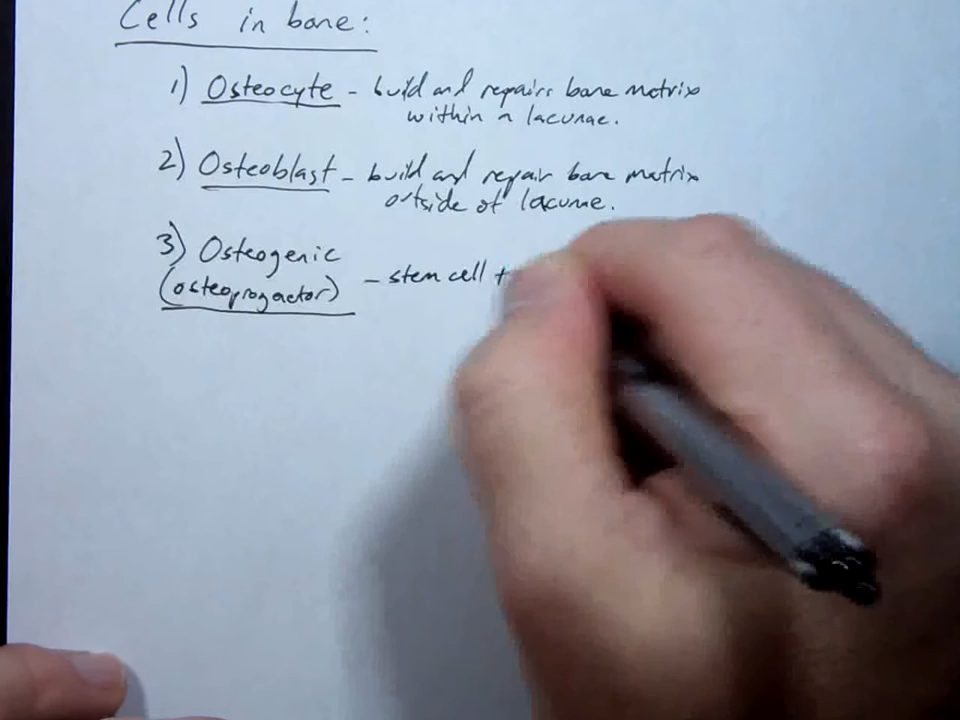 Cells in bone:
1) Osteocyte - build and repairs bone matrix
within a lacunae.
2) Osteoblast - build and repair bone matrix
outside of lacunae.
3) Osteogenic
(osteoprogactor) - stem cell t